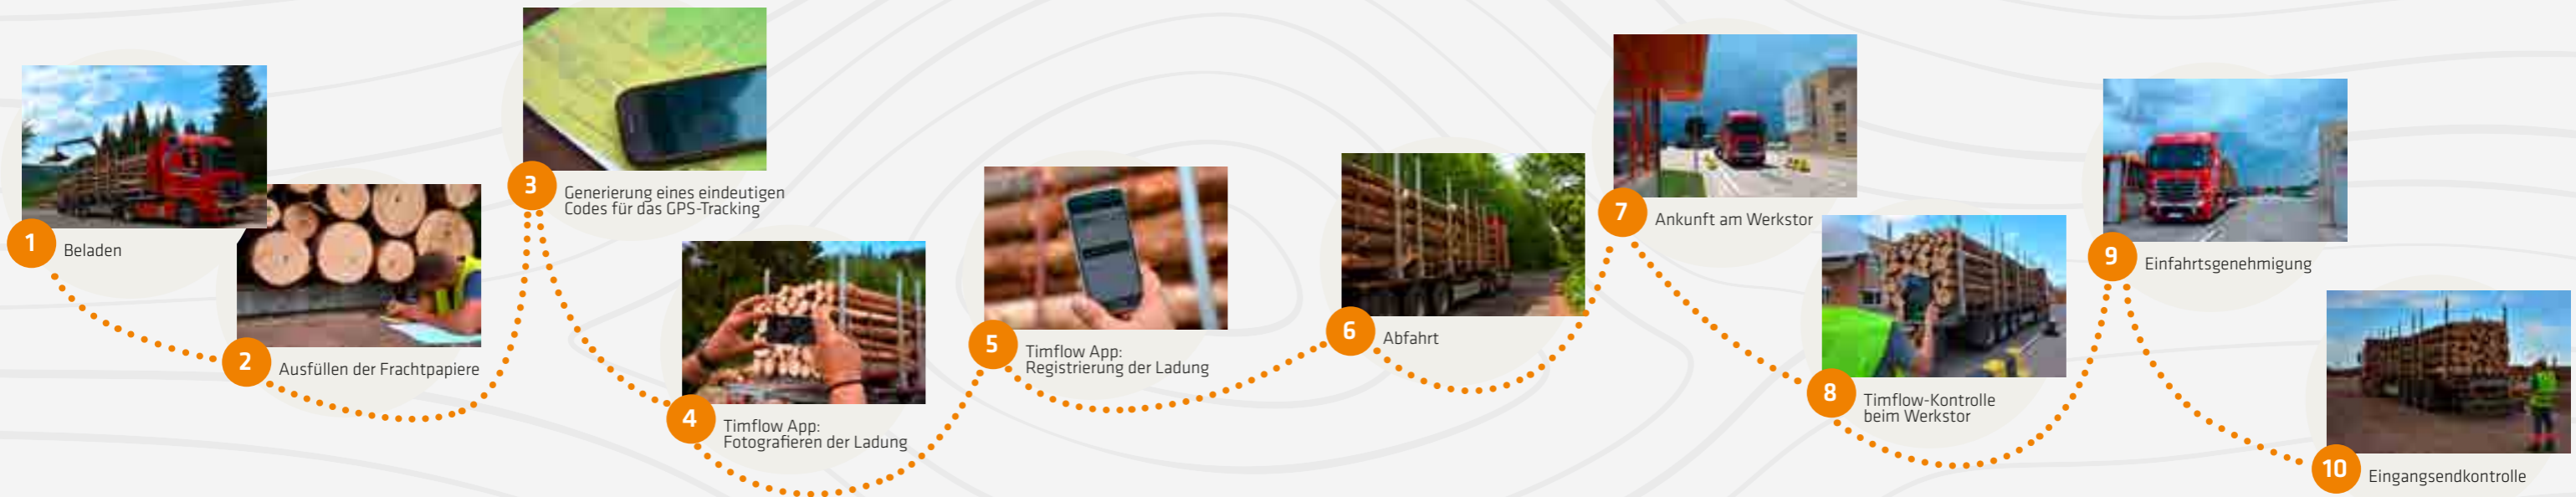 1
Beladen
2
Ausfüllen der Frachtpapiere
3
Generierung eines eindeutigen
Codes für das GPS-Tracking
4
Timflow App:
Fotografieren der Ladung
5
Timflow App:
Registrierung der Ladung
6
Abfahrt
7
Ankunft am Werkstor
8
Timflow-Kontrolle
beim Werkstor
9
Einfahrtsgenehmigung
10
Eingangsendkontrolle